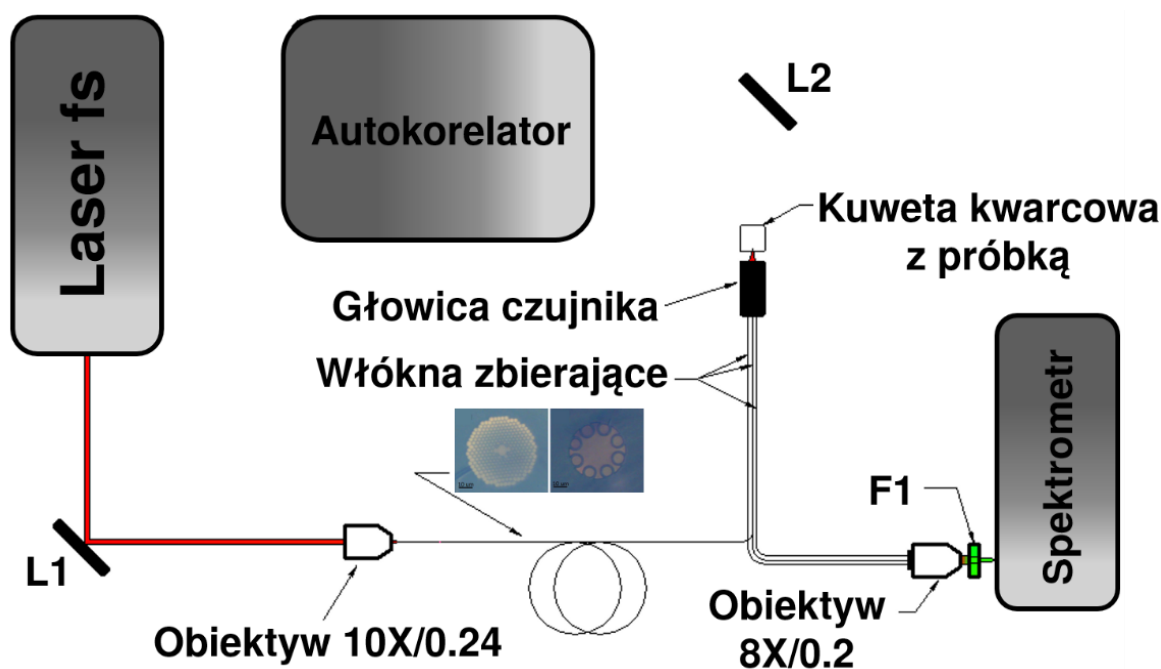 Laser fs
Autokorelator
L2
Kuweta kwarcowa
z próbką
Głowica czujnika
Włókna zbierające
F1
Spektrometr
L1
Obiektyw 10X/0.24
Obiektyw
8X/0.2